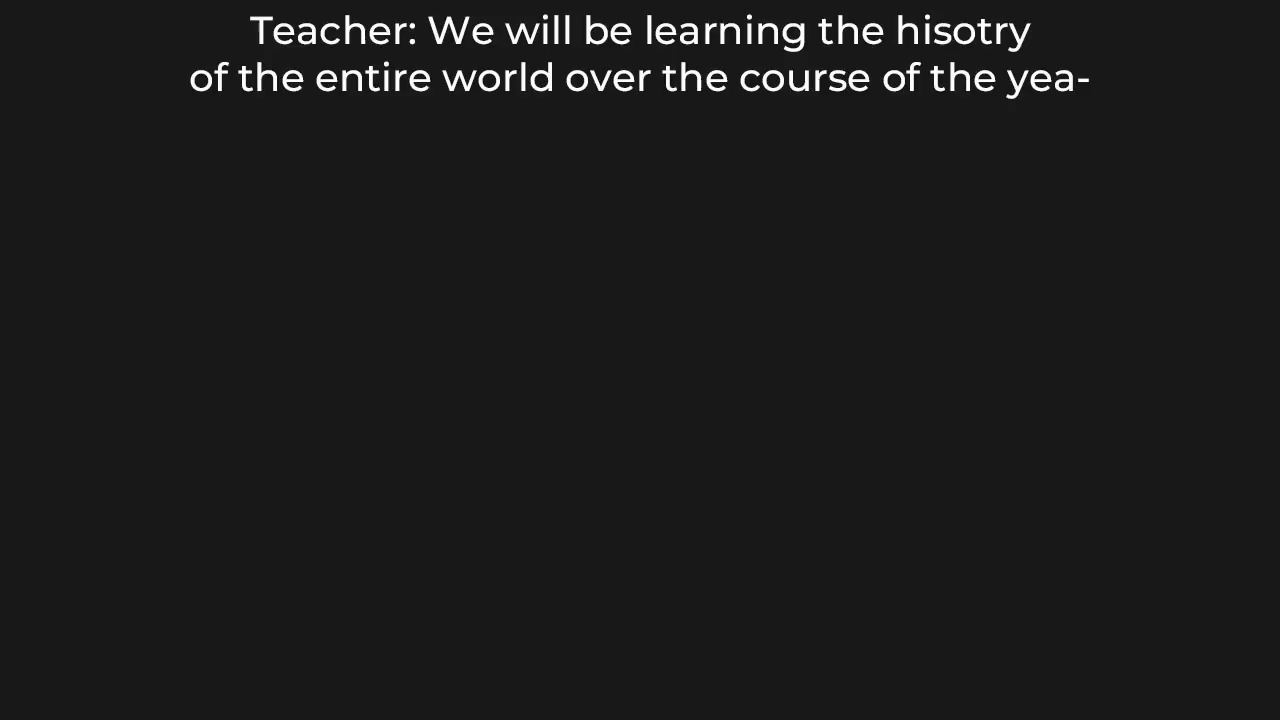 Teacher: We will be learning the hisotry
of the entire world over the course of the yea-